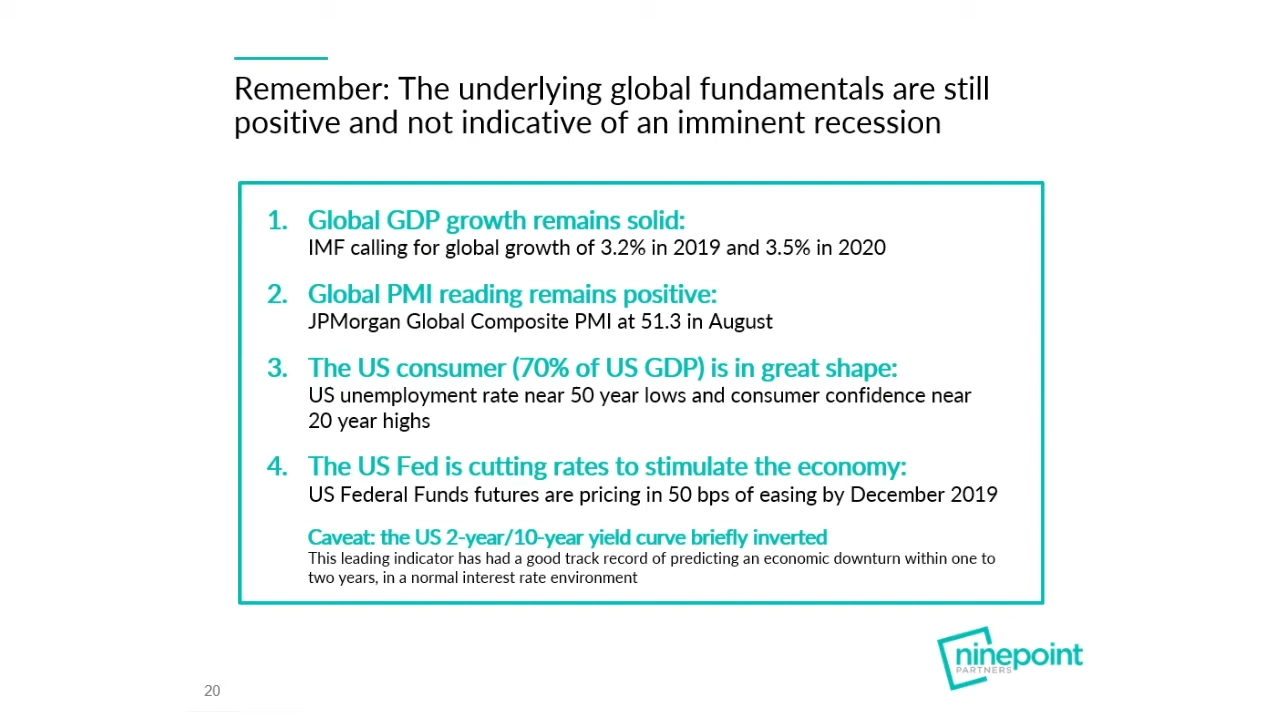 Remember: The underlying global fundamentals are still
positive and not indicative of an imminent recession
1. Global GDP growth remains solid:
IMF calling for global growth of 3.2% in 2019 and 3.5% in 2020
2. Global PMI reading remains positive:
JPMorgan Global Composite PMI at 51.3 in August
3. The US consumer (70% of US GDP) is in great shape:
US unemployment rate near 50 year lows and consumer confidence near
20 year highs
4. The US Fed is cutting rates to stimulate the economy:
US Federal Funds futures are pricing in 50 bps of easing by December 2019
Caveat: the US 2-year/10-year yield curve briefly inverted
This leading indicator has had a good track record of predicting an economic downturn within one to
two years, in a normal interest rate environment
ninepoint
PARTNERS
20